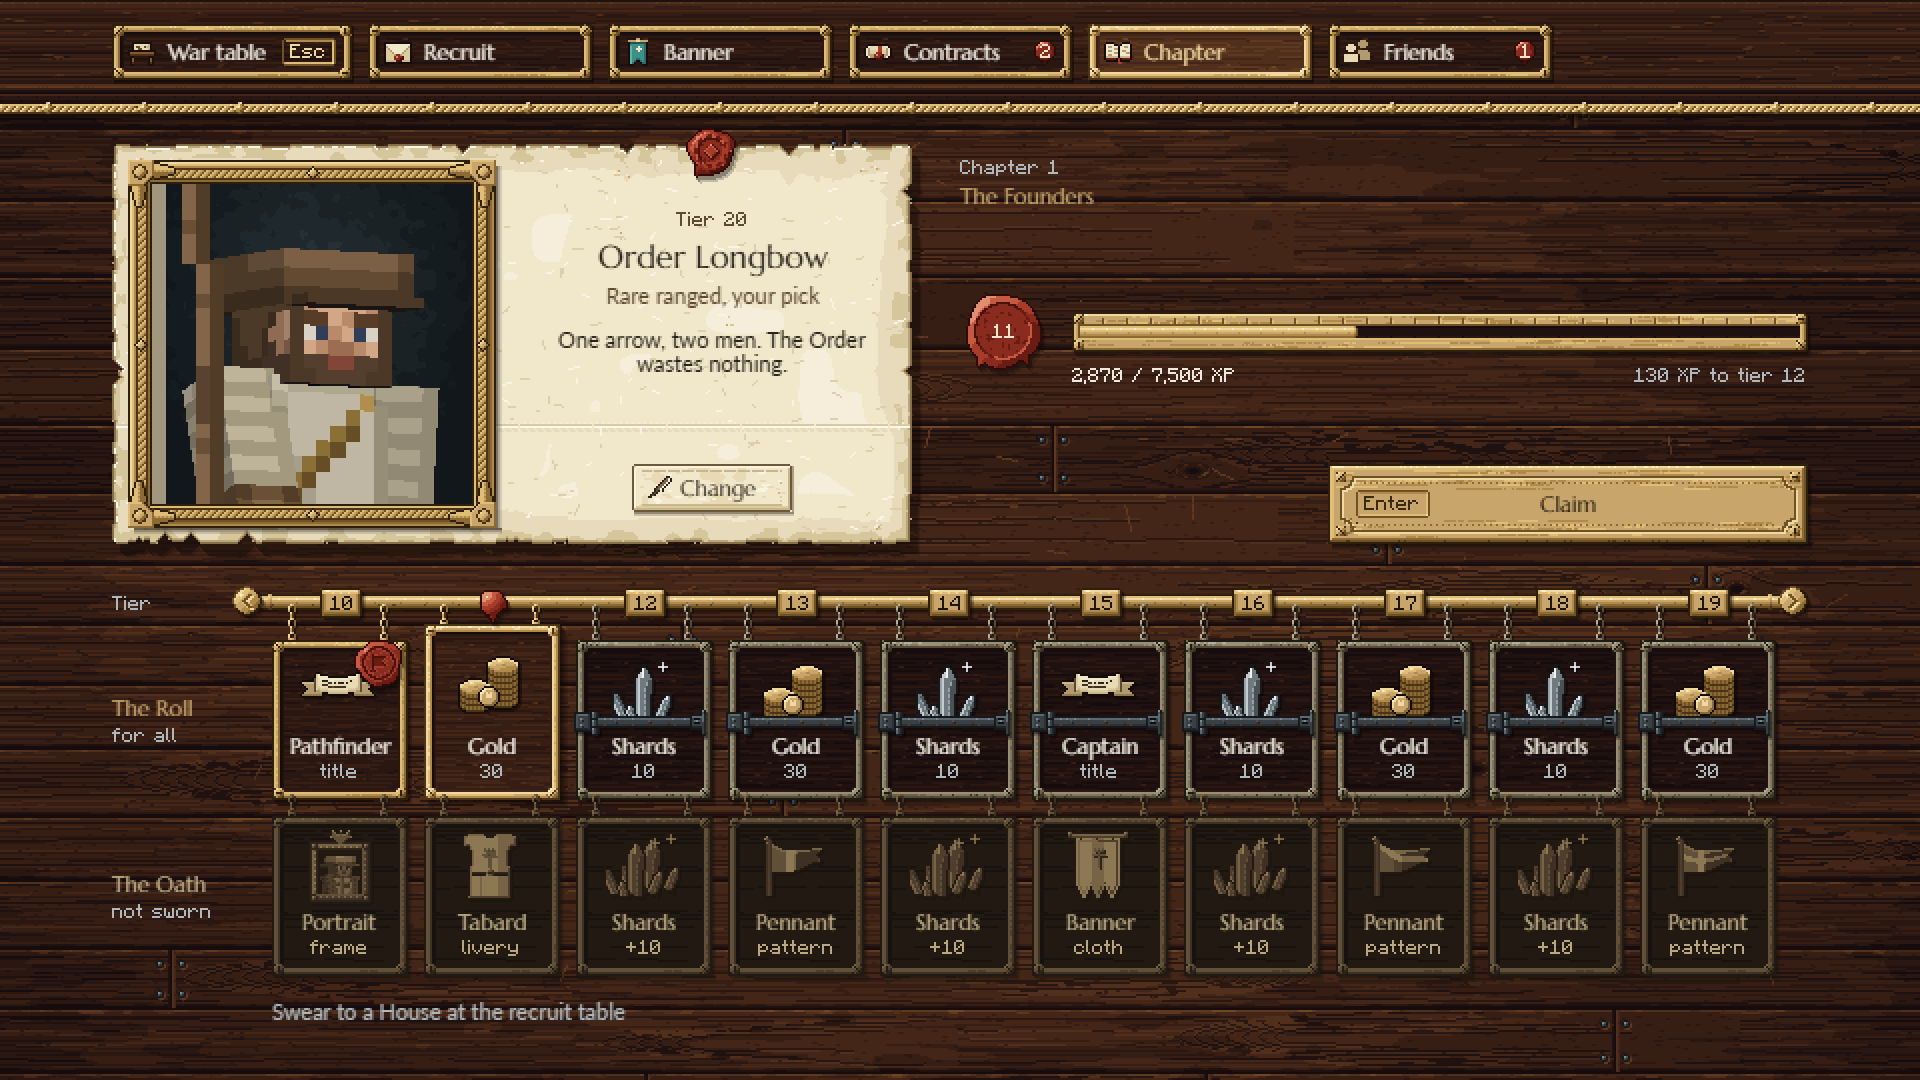 War table Esc
Recruit
Banner
Contracts 2
Chapter
Friends 1
Tier 20
Order Longbow
Rare ranged, your pick
One arrow, two men. The Order
wastes nothing.
Change
Chapter 1
The Founders
11
2,870 / 7,500 XP
130 XP to tier 12
Enter Claim
Tier 10 12 13 14 15 16 17 18 19
The Roll
for all
Pathfinder Gold Shards Gold Shards Captain Shards Gold Shards Gold
title 30 10 30 10 title 10 30 10 30
The Oath
not sworn
Portrait Tabard Shards Pennant Shards Banner Shards Pennant Shards Pennant
frame livery +10 pattern +10 cloth +10 pattern +10 pattern
Swear to a House at the recruit table